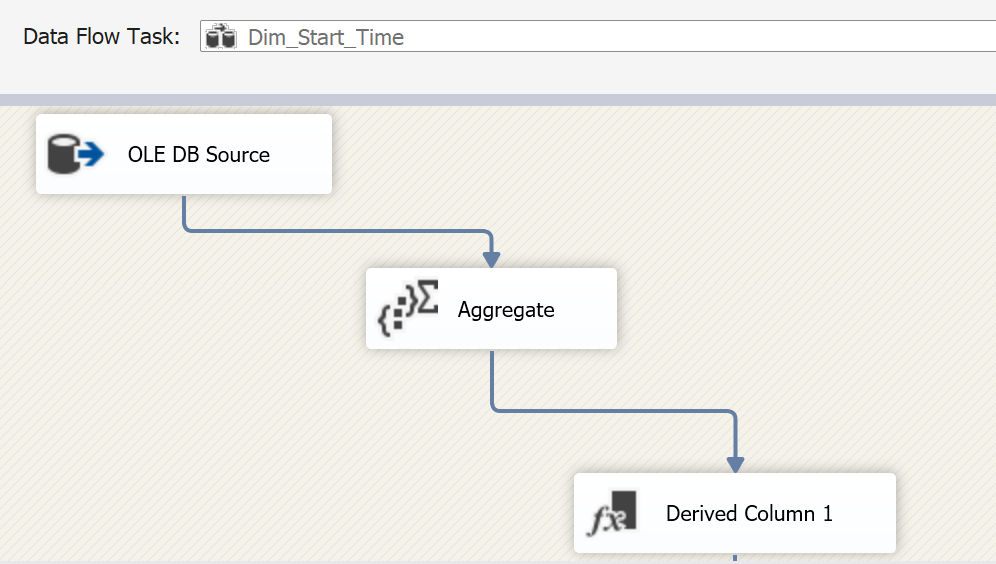 Data Flow Task: Dim_Start_Time
OLE DB Source
Aggregate
Derived Column 1